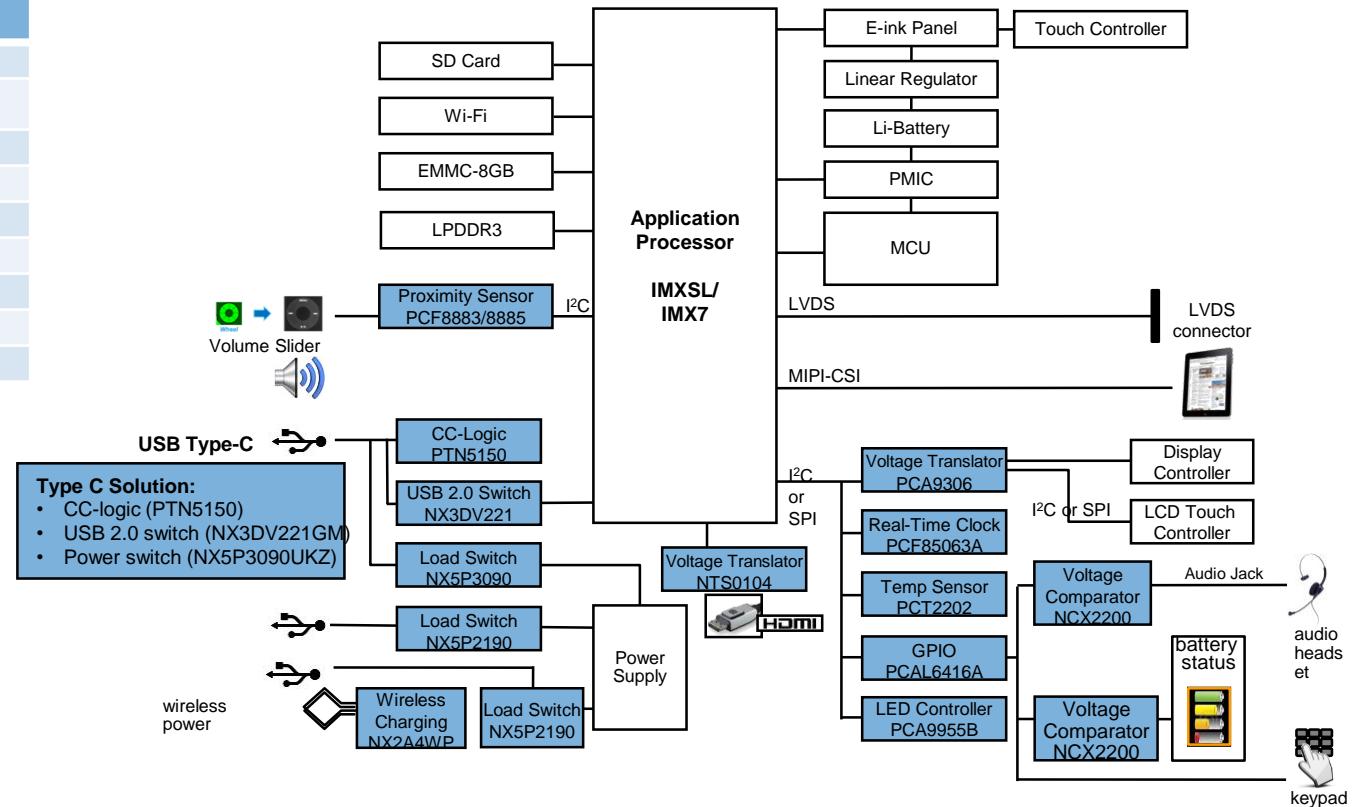 E-ink Panel
Touch Controller
SD Card
Linear Regulator
Wi-Fi
Li-Battery
EMMC-8GB
PMIC
LPDDR3
MCU
Application
Processor
IMXSL/
IMX7
Proximity Sensor
PCF8883/8885
I²C
Wheel
Volume Slider
LVDS
LVDS
connector
MIPI-CSI
USB Type-C
CC-Logic
PTN5150
USB 2.0 Switch
NX3DV221
Type C Solution:
• CC-logic (PTN5150)
• USB 2.0 switch (NX3DV221GM)
• Power switch (NX5P3090UKZ)
Load Switch
NX5P3090
Load Switch
NX5P2190
Power
Supply
wireless
power
Wireless
Charging
NX2A4WP
Load Switch
NX5P2190
Voltage Translator
NTS0104
HDMI
I²C
or
SPI
Voltage Translator
PCA9306
Display
Controller
I²C or SPI
LCD Touch
Controller
Real-Time Clock
PCF85063A
Temp Sensor
PCT2202
GPIO
PCAL6416A
LED Controller
PCA9955B
Voltage
Comparator
NCX2200
Audio Jack
audio
heads
et
Voltage
Comparator
NCX2200
battery
status
keypad